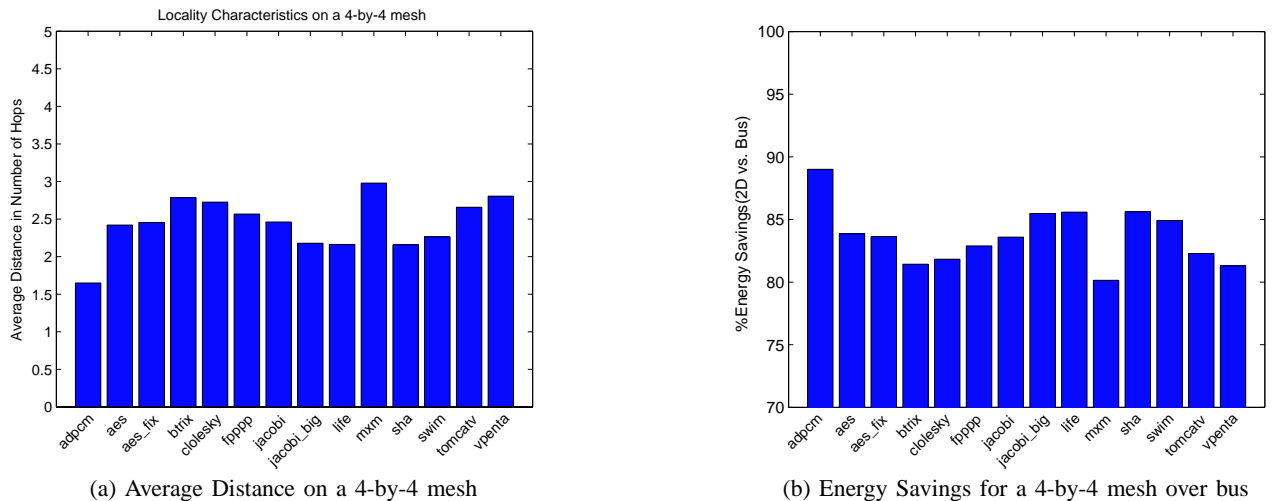 Locality Characteristics on a 4-by-4 mesh
5
4.5
4
3.5
3
2.5
2
1.5
1
0.5
0
Average Distance in Number of Hops
adpcm
aes
aes_fix
btrix
clolesky
fpppp
jacobi
jacobi_big
life
mxm
sha
swim
tomcatv
vpenta
(a) Average Distance on a 4-by-4 mesh
100
95
90
85
80
75
70
%Energy Savings(2D vs. Bus)
adpcm
aes
aes_fix
btrix
clolesky
fpppp
jacobi
jacobi_big
life
mxm
sha
swim
tomcatv
vpenta
(b) Energy Savings for a 4-by-4 mesh over bus